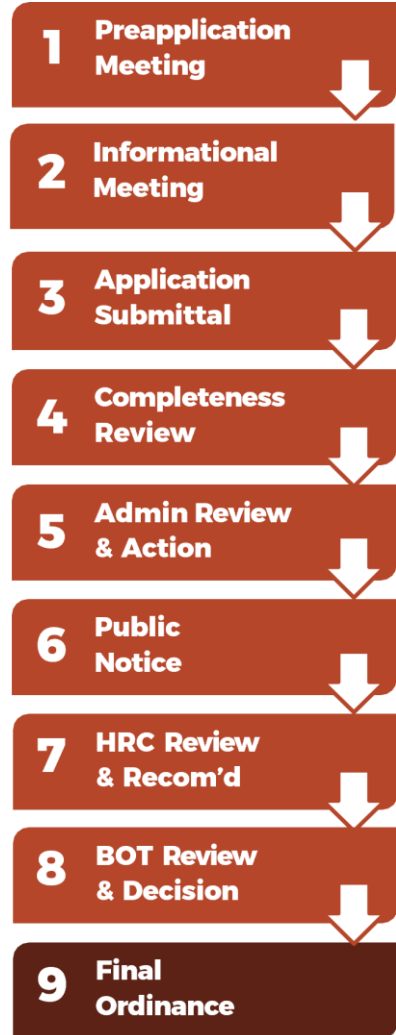 1
Preapplication
Meeting
2
Informational
Meeting
3
Application
Submittal
4
Completeness
Review
5
Admin Review
& Action
6
Public
Notice
7
HRC Review
& Recom’d
8
BOT Review
& Decision
9
Final
Ordinance